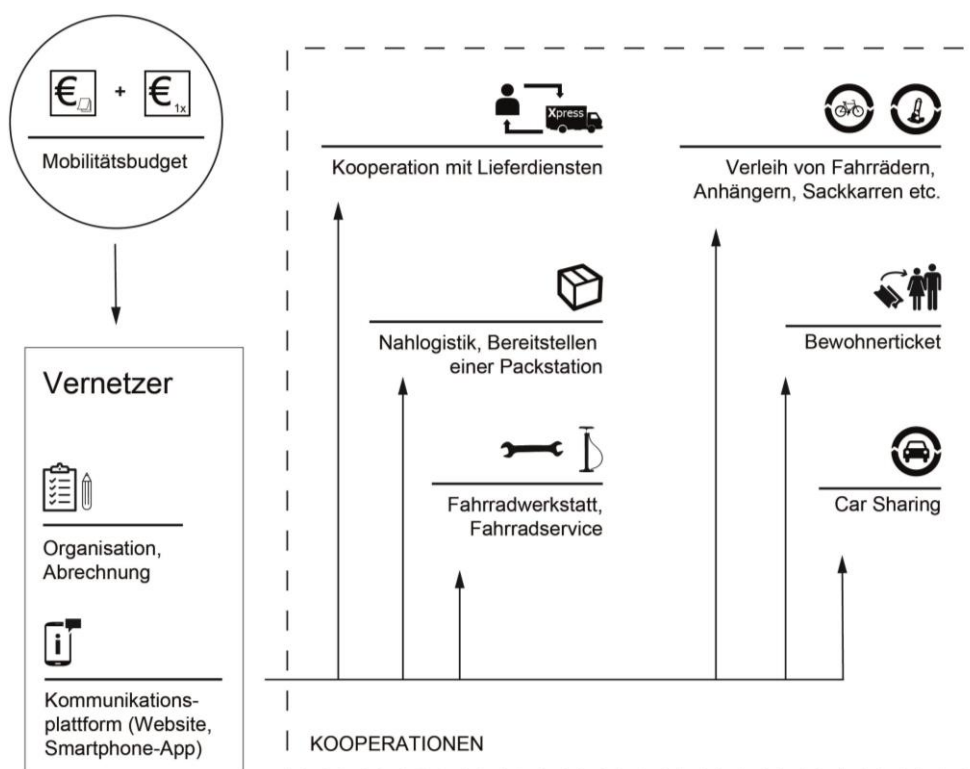 € + € 1x
Mobilitätsbudget
Vernetzer
Organisation,
Abrechnung
i
Kommunikations-
plattform (Website,
Smartphone-App)
Xpress
Kooperation mit Lieferdiensten
Nahlogistik, Bereitstellen
einer Packstation
Fahrradwerkstatt,
Fahrradservice
Verleih von Fahrrädern,
Anhängern, Sackkarren etc.
Bewohnerticket
Car Sharing
KOOPERATIONEN